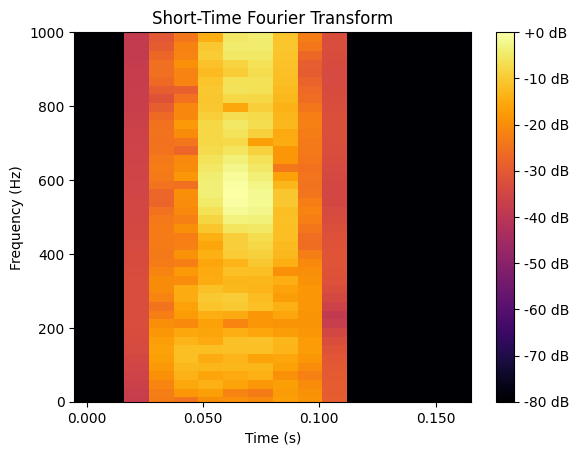 Short-Time Fourier Transform
1000
800
600
400
200
0
Frequency (Hz)
0.000
0.050
0.100
0.150
Time (s)
+0 dB
-10 dB
-20 dB
-30 dB
-40 dB
-50 dB
-60 dB
-70 dB
-80 dB